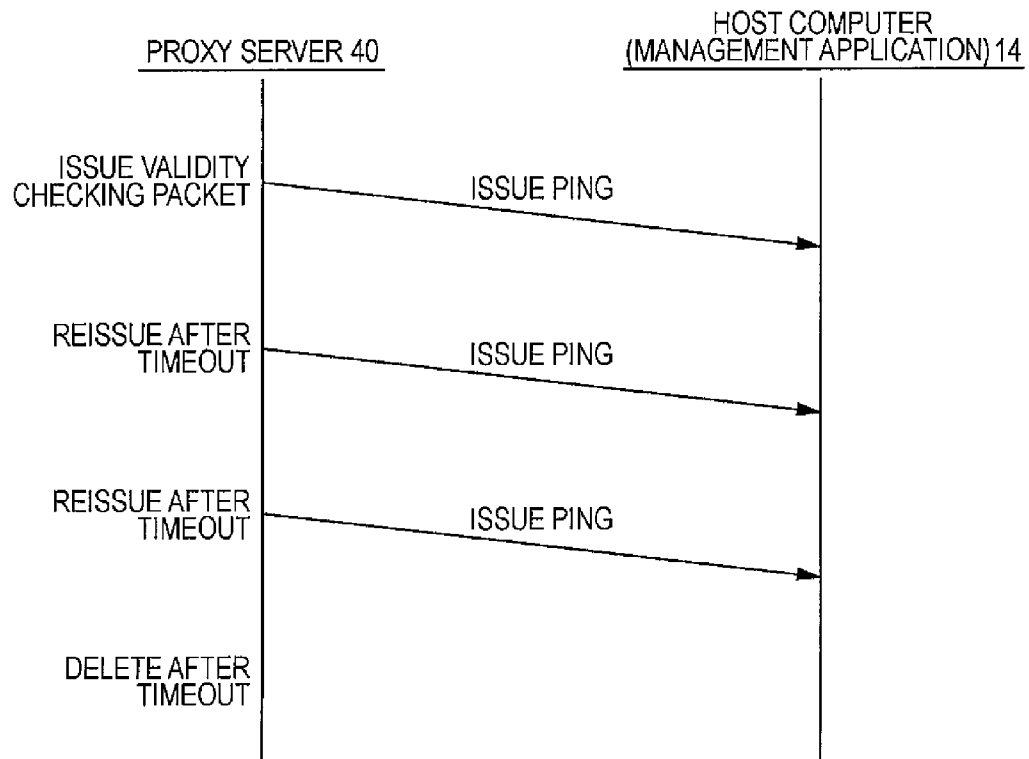 PROXY SERVER 40
HOST COMPUTER
(MANAGEMENT APPLICATION) 14
ISSUE VALIDITY
CHECKING PACKET
ISSUE PING
REISSUE AFTER
TIMEOUT
ISSUE PING
REISSUE AFTER
TIMEOUT
ISSUE PING
DELETE AFTER
TIMEOUT